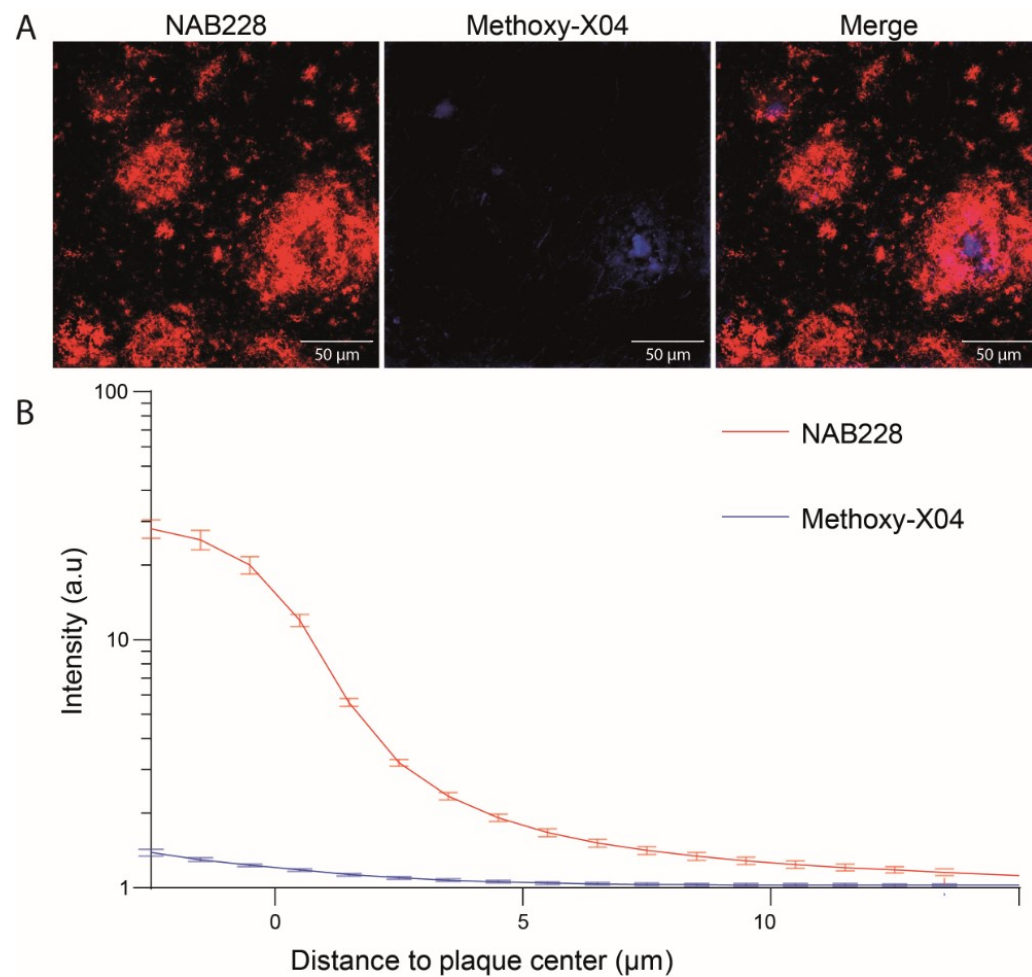 A
NAB228
Methoxy-X04
Merge
50 µm
50 µm
50 µm
B
100
10
1
Intensity (a.u)
NAB228
Methoxy-X04
0
5
10
Distance to plaque center (µm)